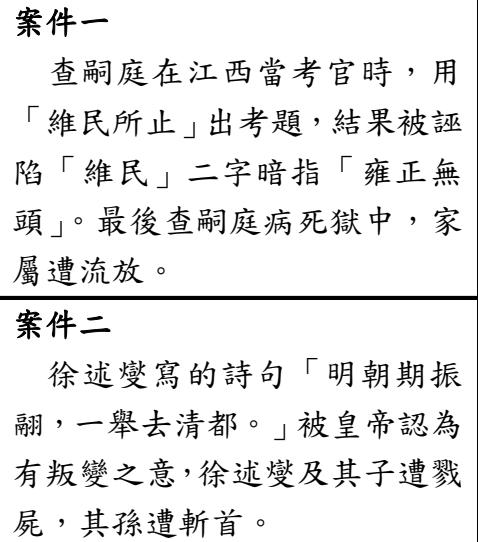 案件一
查嗣庭在江西當考官時，用
「維民所止」出考題，結果被誣
陷「維民」二字暗指「雍正無
頭」。最後查嗣庭病死獄中，家
屬遭流放。
案件二
徐述夔寫的詩句「明朝期振
翮，一舉去清都。」被皇帝認為
有叛變之意，徐述夔及其子遭戮
屍，其孫遭斬首。